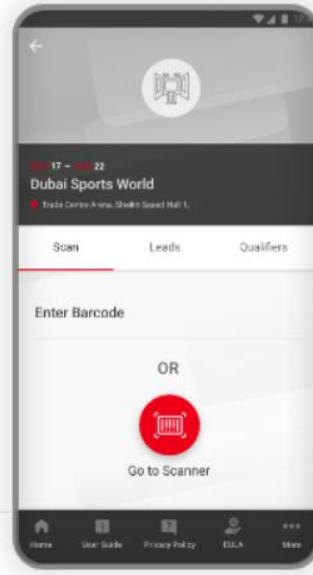 17 – 22
Dubai Sports World
Trade Centre Arena, Sheikh Saeed Hall 1,
Scan Leads Qualifiers
Enter Barcode
OR
Go to Scanner
Home User Guide Privacy Policy EULA More